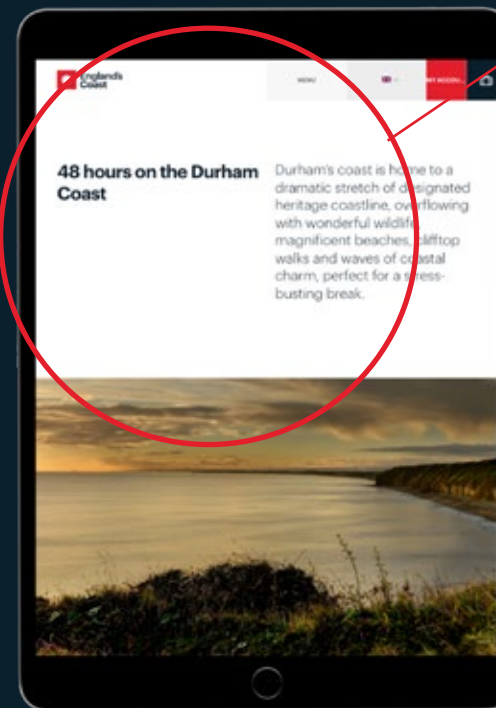 England's
Coast
MENU
48 hours on the Durham
Coast
Durham's coast is home to a
dramatic stretch of designated
heritage coastline, overflowing
with wonderful wildlife,
magnificent beaches, clifftop
walks and waves of coastal
charm, perfect for a stress-
busting break.